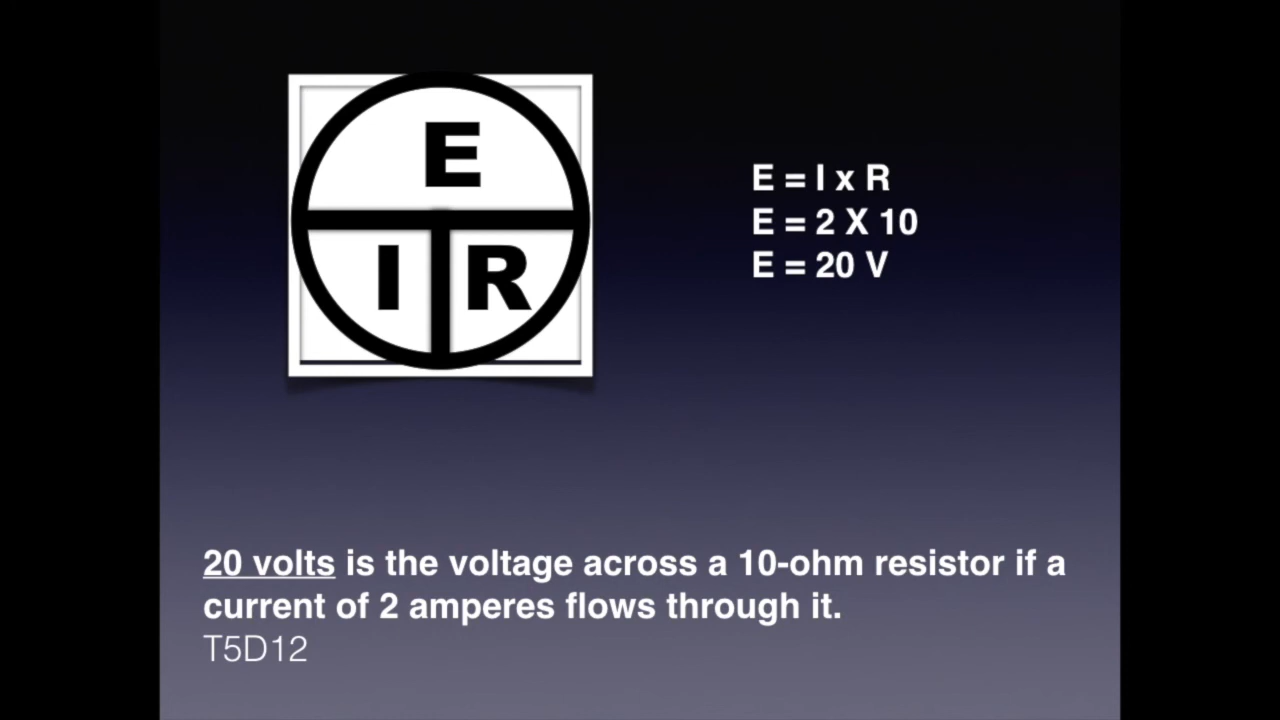 E
I R
E = I x R
E = 2 X 10
E = 20 V
20 volts is the voltage across a 10-ohm resistor if a
current of 2 amperes flows through it.
T5D12